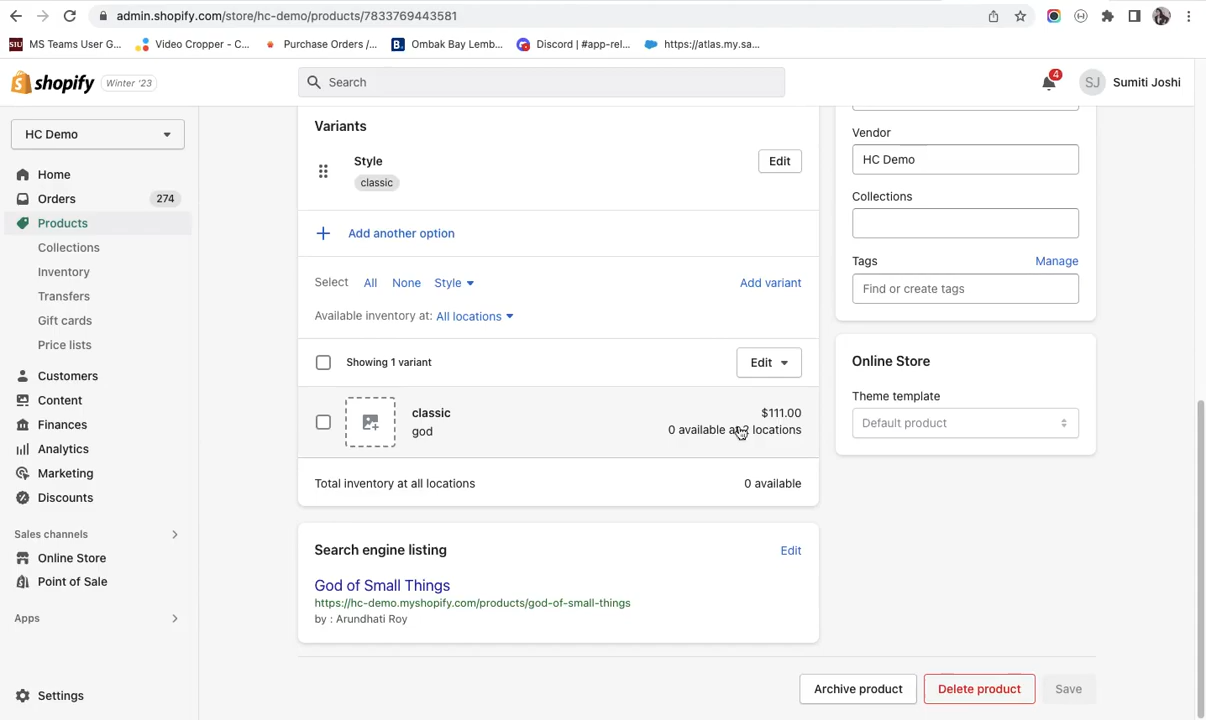 admin.shopify.com/store/hc-demo/products/7833769443581
MS Teams User G...
Video Cropper - C...
Purchase Orders /...
Ombak Bay Lemb...
Discord | #app-rel...
https://atlas.my.sa...
shopify
Winter '23
Search
4
SJ
Sumiti Joshi
HC Demo
Home
Orders
274
Products
Collections
Inventory
Transfers
Gift cards
Price lists
Customers
Content
Finances
Analytics
Marketing
Discounts
Sales channels
Online Store
Point of Sale
Apps
Settings
Variants
Style
classic
Edit
Add another option
Select All None Style
Add variant
Available inventory at: All locations
Showing 1 variant
Edit
classic
god
$111.00
0 available at 2 locations
Total inventory at all locations
0 available
Search engine listing
Edit
God of Small Things
https://hc-demo.myshopify.com/products/god-of-small-things
by : Arundhati Roy
Vendor
HC Demo
Collections
Tags
Manage
Find or create tags
Online Store
Theme template
Default product
Archive product
Delete product
Save